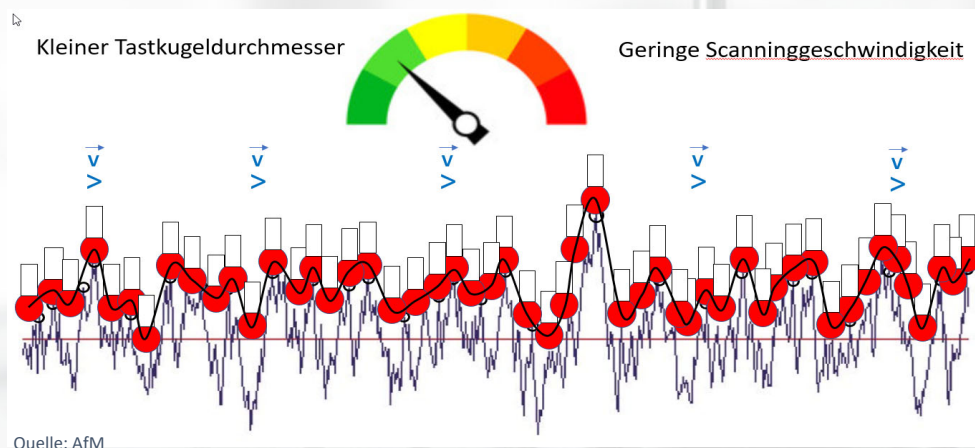 Kleiner Tastkugeldurchmesser
Geringe Scanninggeschwindigkeit
v
>
v
>
v
>
v
>
v
>
Quelle: AfM